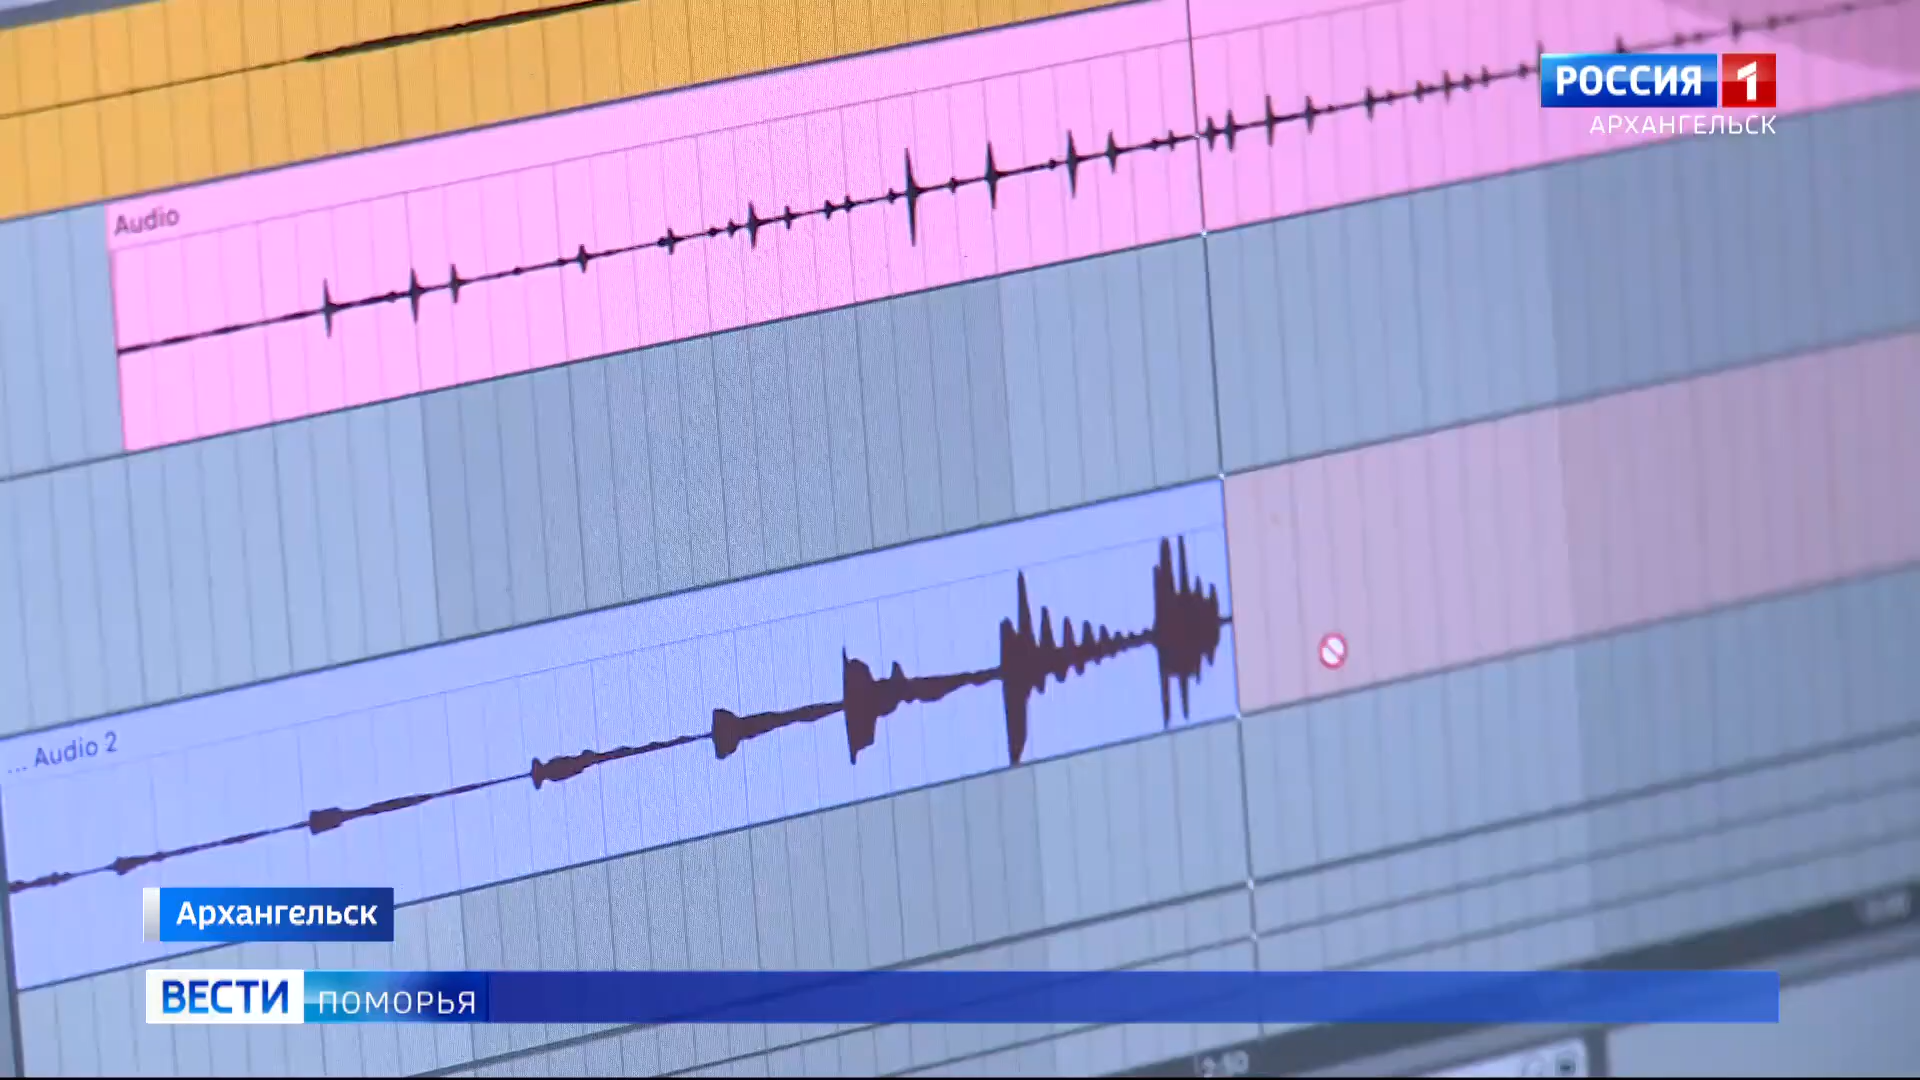 РОССИЯ 1
АРХАНГЕЛЬСК
Audio
... Audio 2
Архангельск
ВЕСТИ ПОМОРЬЯ